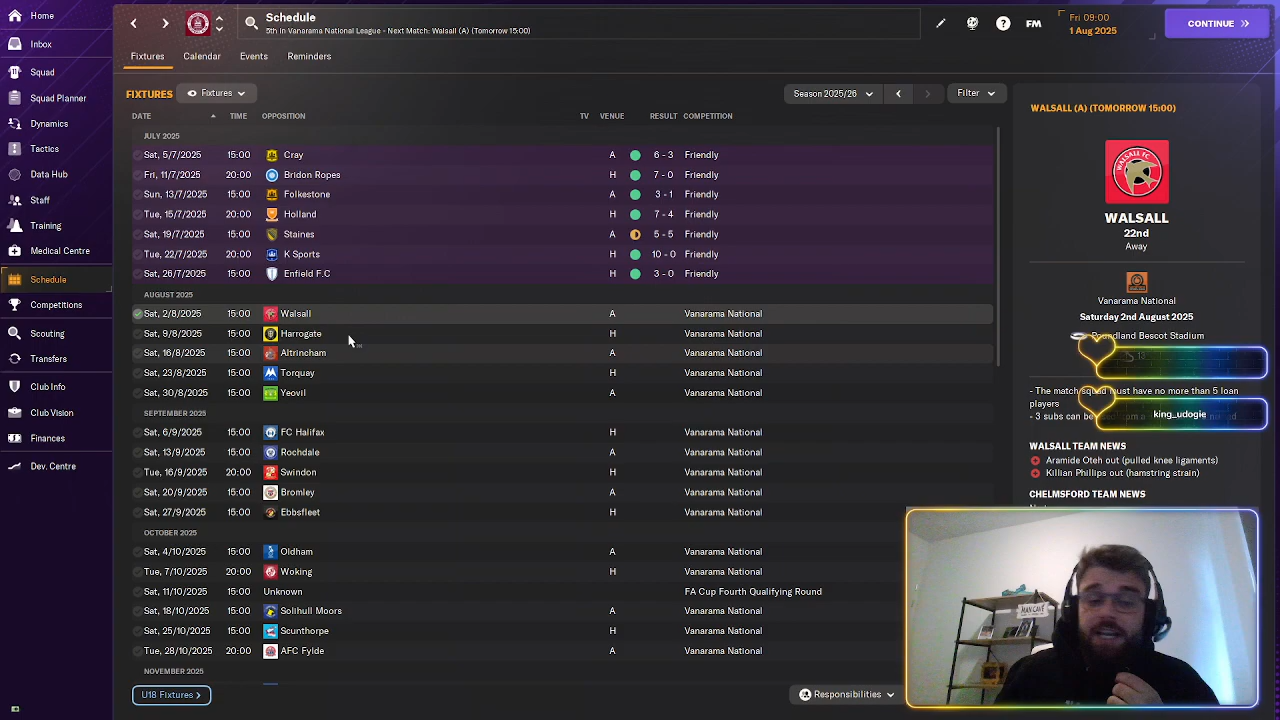 Home
Inbox
Squad
Squad Planner
Dynamics
Tactics
Data Hub
Staff
Training
Medical Centre
Schedule
Competitions
Scouting
Transfers
Club Info
Club Vision
Finances
Dev. Centre
Schedule
5th in Vanarama National League - Next Match: Walsall (A) (Tomorrow 15:00)
FM
Fri 09:00
1 Aug 2025
CONTINUE
Fixtures Calendar Events Reminders
FIXTURES Fixtures Season 2025/26 Filter
DATE TIME OPPOSITION TV VENUE RESULT COMPETITION
JULY 2025
Sat, 5/7/2025 15:00 Cray A 6 - 3 Friendly
Fri, 11/7/2025 20:00 Bridon Ropes H 7 - 0 Friendly
Sun, 13/7/2025 15:00 Folkestone A 3 - 1 Friendly
Tue, 15/7/2025 20:00 Holland H 7 - 4 Friendly
Sat, 19/7/2025 15:00 Staines A 5 - 5 Friendly
Tue, 22/7/2025 20:00 K Sports H 10 - 0 Friendly
Sat, 26/7/2025 15:00 Enfield F.C H 3 - 0 Friendly
AUGUST 2025
Sat, 2/8/2025 15:00 Walsall A Vanarama National
Sat, 9/8/2025 15:00 Harrogate H Vanarama National
Sat, 16/8/2025 15:00 Altrincham A Vanarama National
Sat, 23/8/2025 15:00 Torquay H Vanarama National
Sat, 30/8/2025 15:00 Yeovil A Vanarama National
SEPTEMBER 2025
Sat, 6/9/2025 15:00 FC Halifax H Vanarama National
Sat, 13/9/2025 15:00 Rochdale A Vanarama National
Tue, 16/9/2025 20:00 Swindon H Vanarama National
Sat, 20/9/2025 15:00 Bromley A Vanarama National
Sat, 27/9/2025 15:00 Ebbsfleet H Vanarama National
OCTOBER 2025
Sat, 4/10/2025 15:00 Oldham A Vanarama National
Tue, 7/10/2025 20:00 Woking H Vanarama National
Sat, 11/10/2025 15:00 Unknown FA Cup Fourth Qualifying Round
Sat, 18/10/2025 15:00 Solihull Moors A Vanarama National
Sat, 25/10/2025 15:00 Scunthorpe H Vanarama National
Tue, 28/10/2025 20:00 AFC Fylde A Vanarama National
NOVEMBER 2025
U18 Fixtures
Responsibilities
WALSALL (A) (TOMORROW 15:00)
WALSALL FC
WALSALL
22nd
Away
Vanarama National
Saturday 2nd August 2025
Poundland Bescot Stadium
- The match squad must have no more than 5 loan
players
- 3 subs can be
king_udogie
WALSALL TEAM NEWS
Aramide Oteh out (pulled knee ligaments)
Killian Phillips out (hamstring strain)
CHELMSFORD TEAM NEWS
MAN CAVE